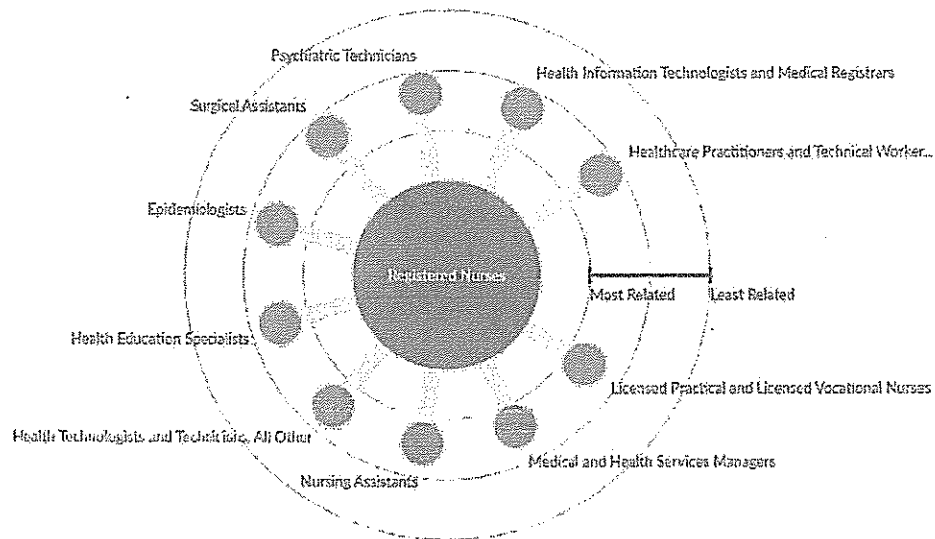 Psychiatric Technicians
Health Information Technologists and Medical Registrars
Surgical Assistants
Healthcare Practitioners and Technical Worker...
Epidemiologists
Registered Nurses
Most Related
Least Related
Health Education Specialists
Licensed Practical and Licensed Vocational Nurses
Health Technologists and Technicians, All Other
Medical and Health Services Managers
Nursing Assistants